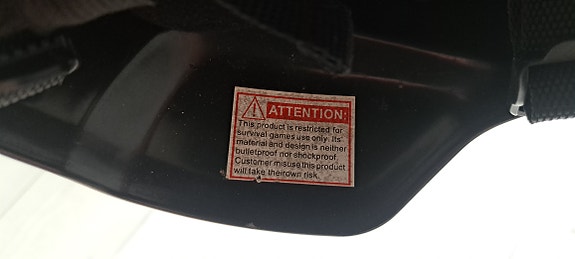 ATTENTION:
This product is restricted for
survival games use only. Its'
material and design is neither
bulletproof nor shockproof.
Customer misuse this product
will take their own risk.